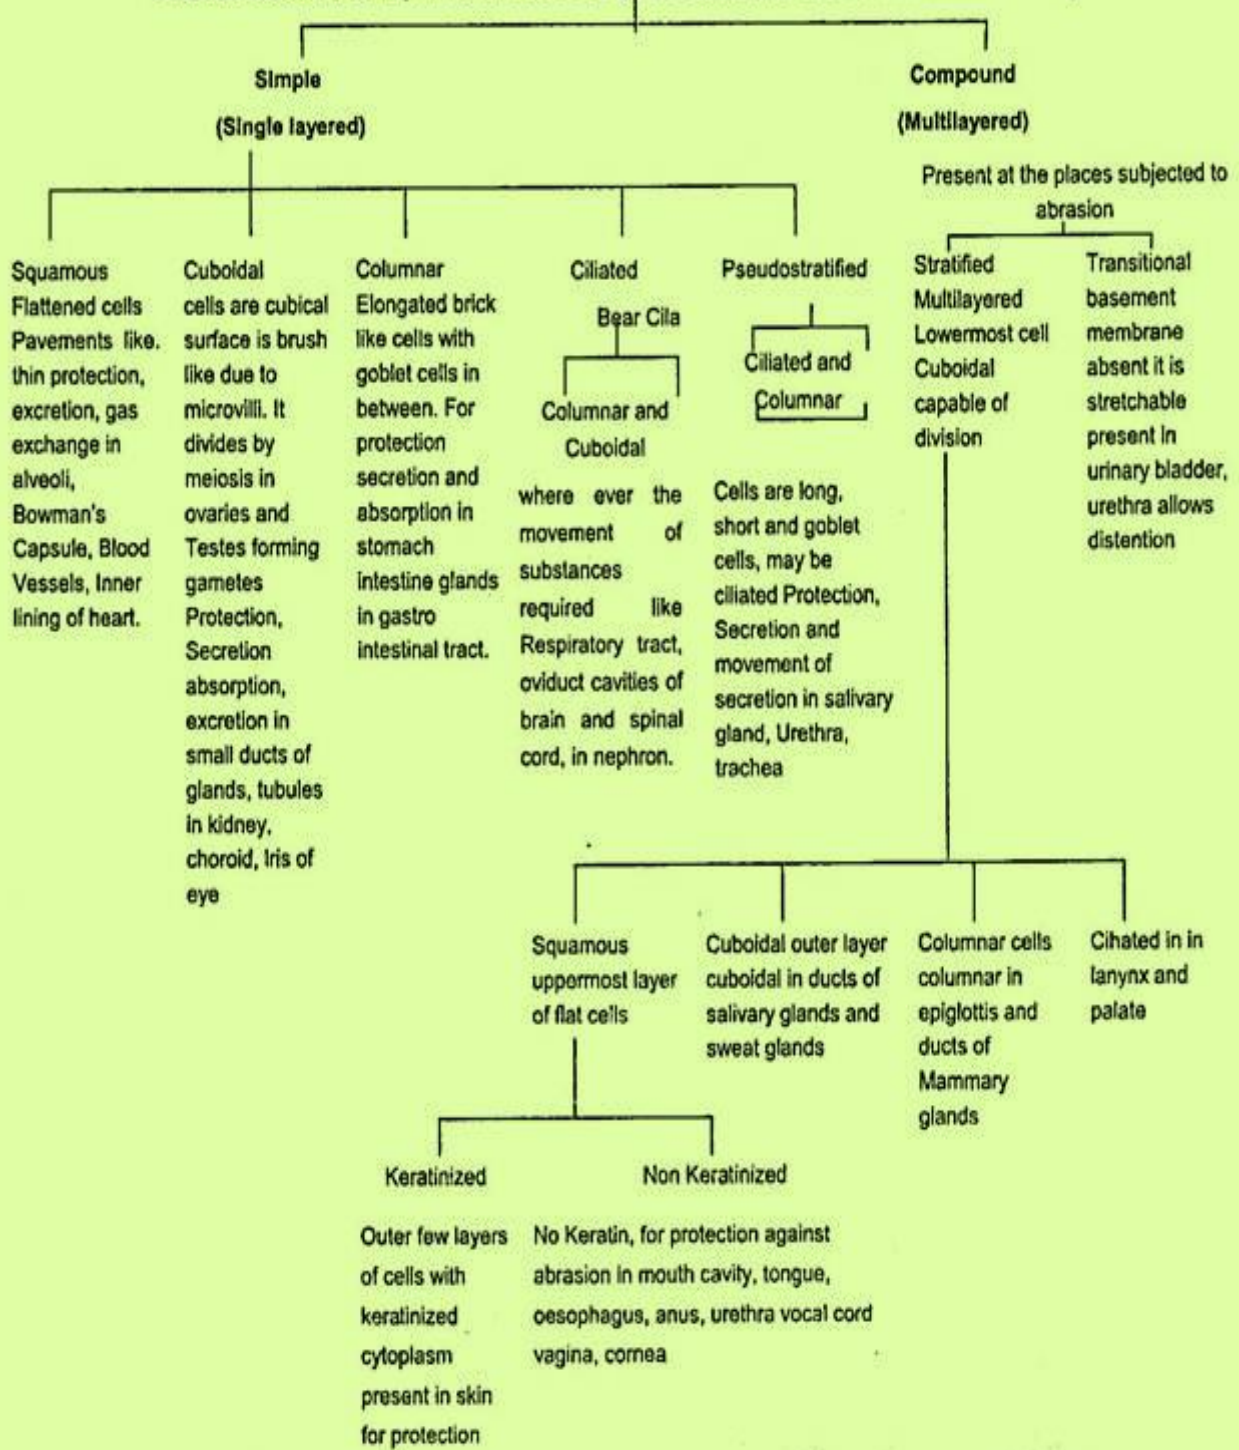 Simple
(Single layered)
Compound
(Multilayered)
Present at the places subjected to
abrasion
Squamous
Flattened cells
Pavements like.
thin protection,
excretion, gas
exchange in
alveoli,
Bowman's
Capsule, Blood
Vessels, Inner
lining of heart.
Cuboidal
cells are cubical
surface is brush
like due to
microvilli. It
divides by
meiosis in
ovaries and
Testes forming
gametes
Protection,
Secretion
absorption,
excretion in
small ducts of
glands, tubules
in kidney,
choroid, Iris of
eye
Columnar
Elongated brick
like cells with
goblet cells in
between. For
protection
secretion and
absorption in
stomach
intestine glands
in gastro
intestinal tract.
Ciliated
Bear Cila
Columnar and
Cuboidal
where ever the
movement of
substances
required like
Respiratory tract,
oviduct cavities of
brain and spinal
cord, in nephron.
Pseudostratified
Ciliated and
Columnar
Cells are long,
short and goblet
cells, may be
ciliated Protection,
Secretion and
movement of
secretion in salivary
gland, Urethra,
trachea
Stratified
Multilayered
Lowermost cell
Cuboidal
capable of
division
Transitional
basement
membrane
absent it is
stretchable
present in
urinary bladder,
urethra allows
distention
Squamous
uppermost layer
of flat cells
Cuboidal outer layer
cuboidal in ducts of
salivary glands and
sweat glands
Columnar cells
columnar in
epiglottis and
ducts of
Mammary
glands
Cihated in in
lanynx and
palate
Keratinized
Outer few layers
of cells with
keratinized
cytoplasm
present in skin
for protection
Non Keratinized
No Keratin, for protection against
abrasion in mouth cavity, tongue,
oesophagus, anus, urethra vocal cord
vagina, cornea